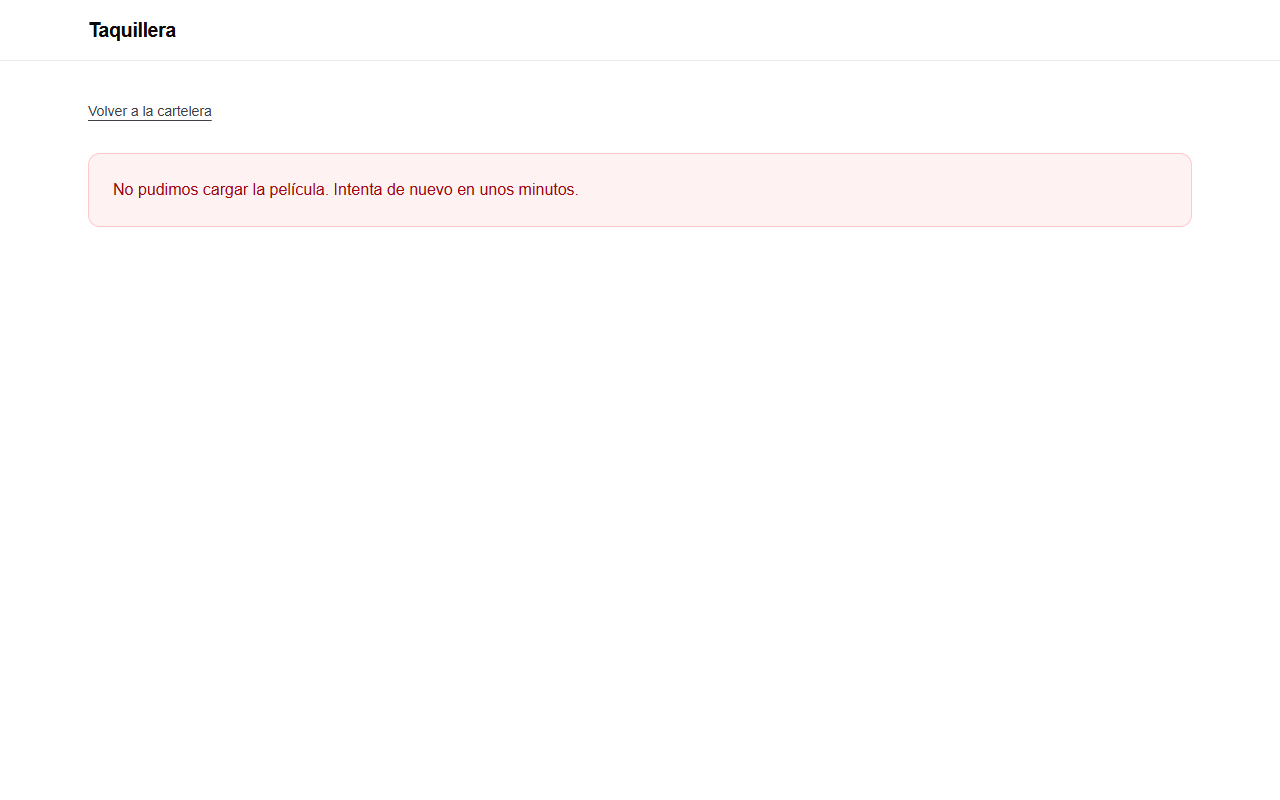 Taquillera
Volver a la cartelera
No pudimos cargar la película. Intenta de nuevo en unos minutos.